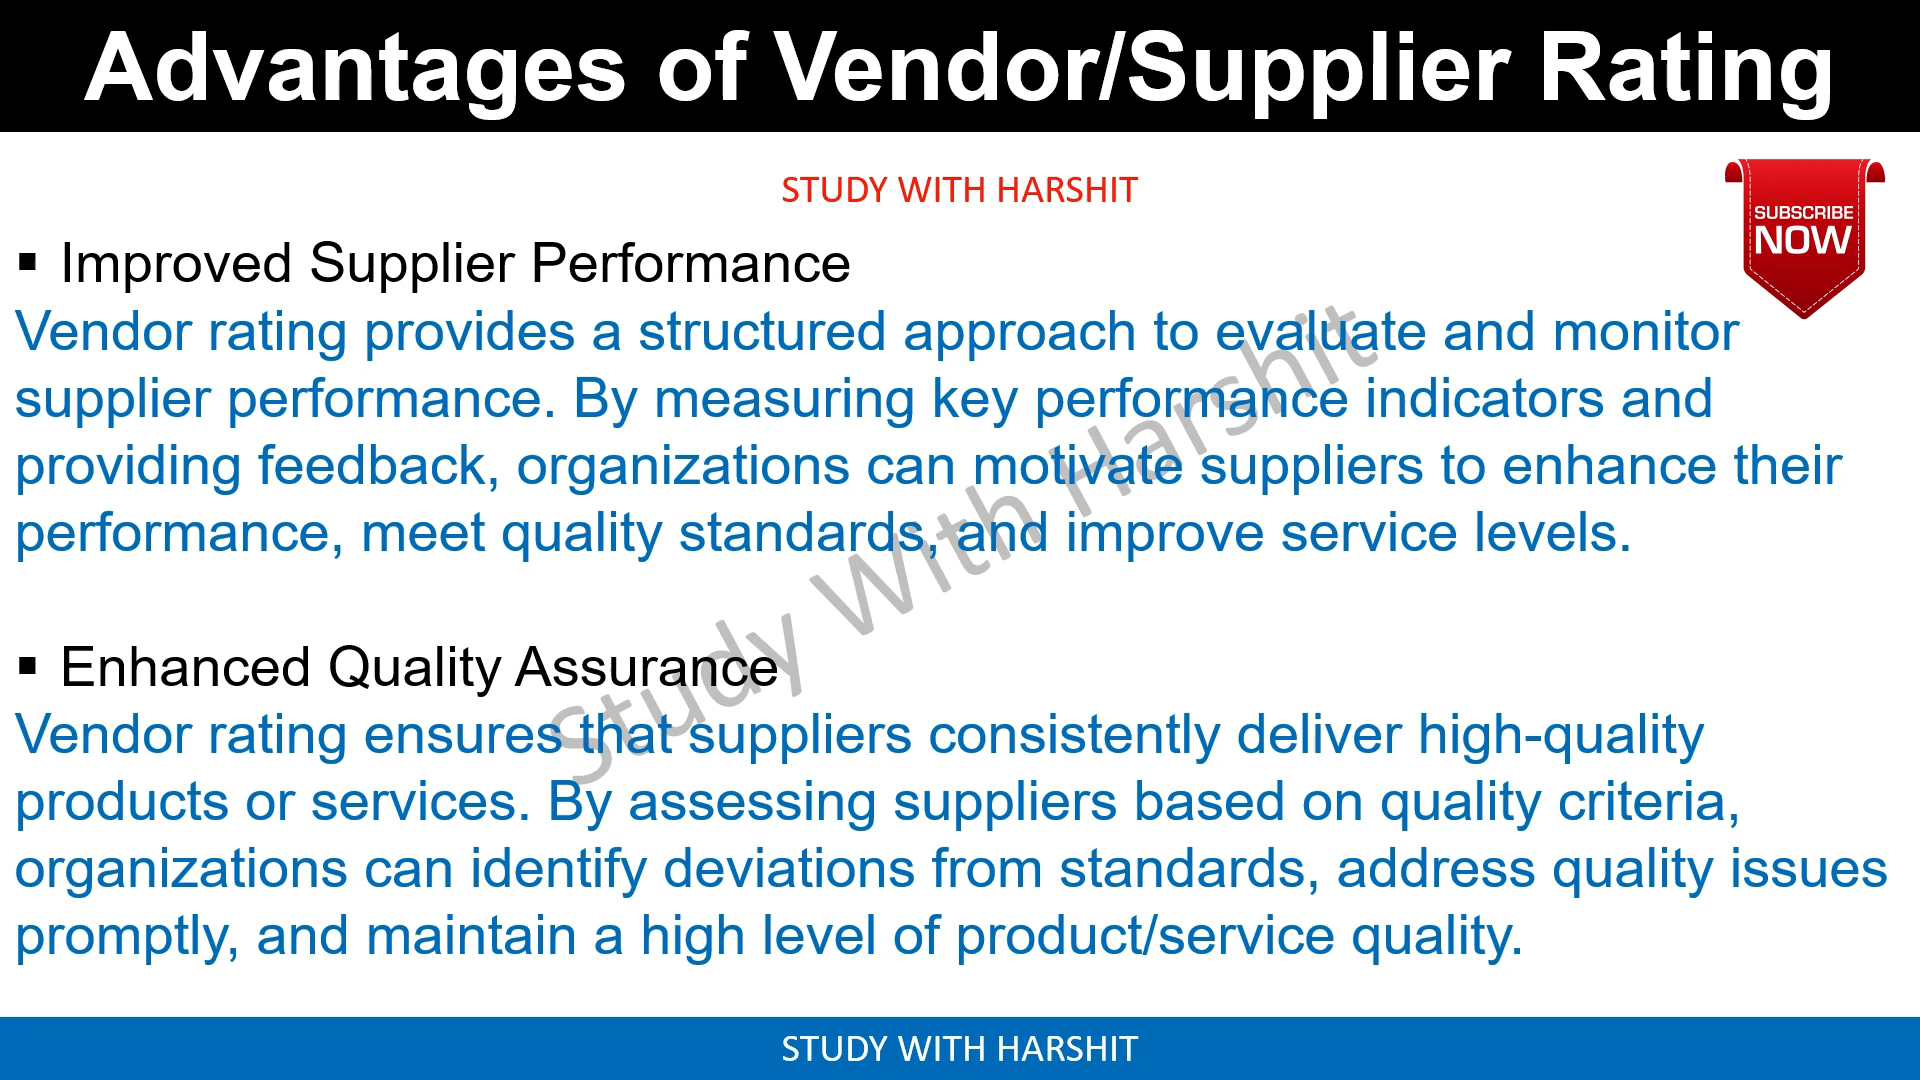 Advantages of Vendor/Supplier Rating
STUDY WITH HARSHIT
SUBSCRIBE
NOW
▪ Improved Supplier Performance
Vendor rating provides a structured approach to evaluate and monitor
supplier performance. By measuring key performance indicators and
providing feedback, organizations can motivate suppliers to enhance their
performance, meet quality standards, and improve service levels.
▪ Enhanced Quality Assurance
Vendor rating ensures that suppliers consistently deliver high-quality
products or services. By assessing suppliers based on quality criteria,
organizations can identify deviations from standards, address quality issues
promptly, and maintain a high level of product/service quality.
Study With Harshit
STUDY WITH HARSHIT